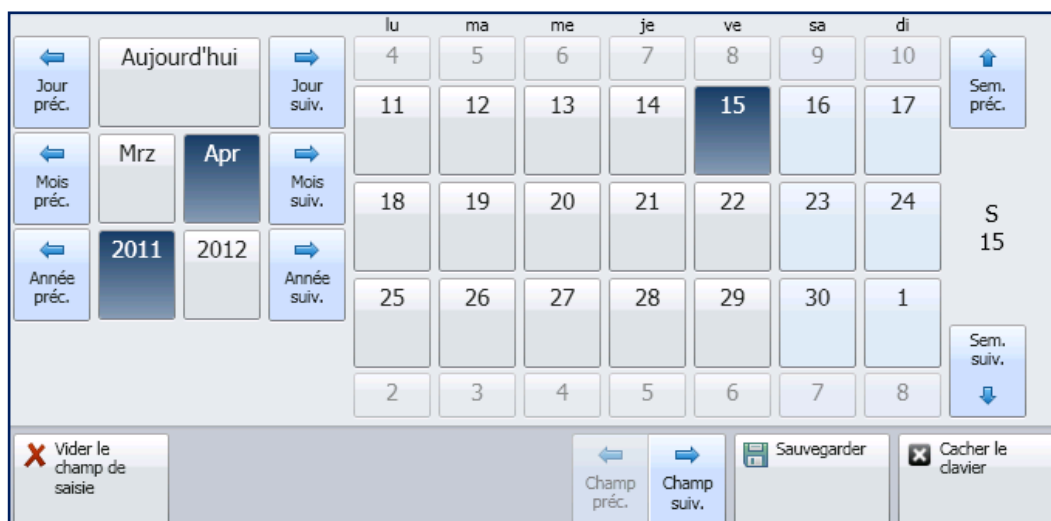 lu ma me je ve sa di
Aujourd'hui
Jour
préc.
Jour
suiv.
4 5 6 7 8 9 10
Sem.
préc.
11 12 13 14 15 16 17
Mois
préc.
Mrz Apr
Mois
suiv.
18 19 20 21 22 23 24
S
15
Année
préc.
2011 2012
Année
suiv.
25 26 27 28 29 30 1
Sem.
suiv.
2 3 4 5 6 7 8
Vider le
champ de
saisie
Champ
préc.
Champ
suiv.
Sauvegarder
Cacher le
clavier